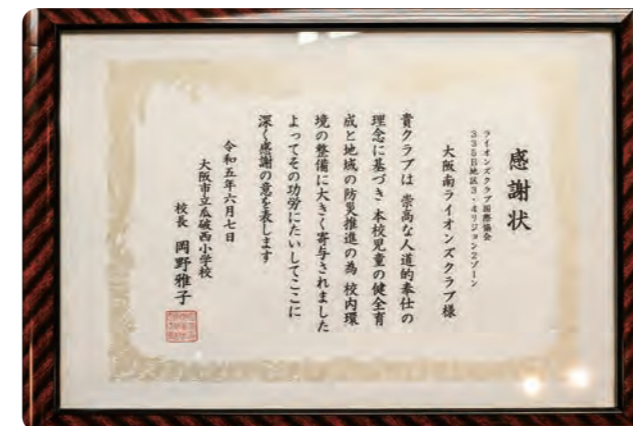 感謝状
ライオンズクラブ国際協会
335B地区3・4リジョン2ゾーン
大阪南ライオンズクラブ様
貴クラブは 崇高な人道的奉仕の
理念に基づき 本校児童の健全育
成と地域の防災推進の為 校内環
境の整備に大きく寄与されました
よってその功労にたいしてここに
深く感謝の意を表します
令和五年六月七日
大阪市立瓜破西小学校
校長 岡野雅子